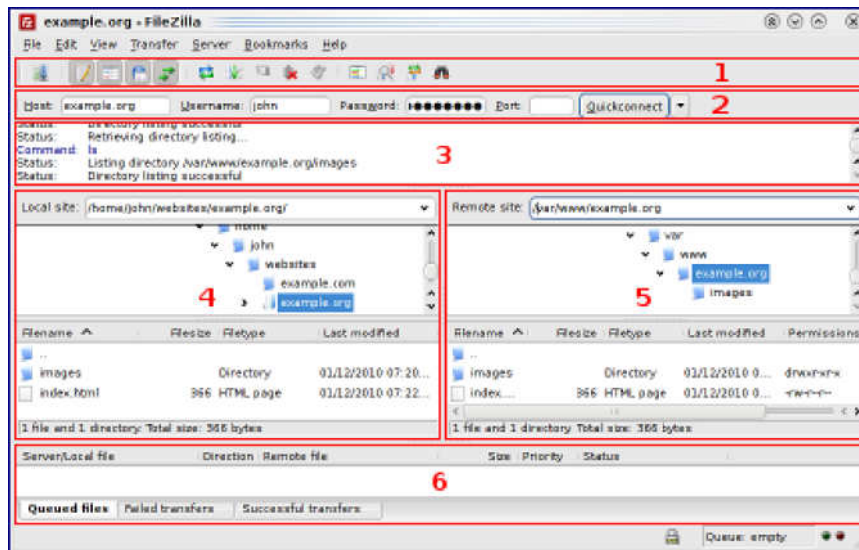 example.org - FileZilla
File Edit View Transfer Server Bookmarks Help
1
Host: example.org Username: john Password: ●●●●●●●●● Port: Quickconnect
2
Status: Directory listing successful
Status: Retrieving directory listing...
Command: ls
Status: Listing directory /var/www/example.org/images
Status: Directory listing successful
3
Local site: /home/john/websites/example.org/
home
john
websites
example.com
example.org
4
Filename Filesize Filetype Last modified
..
images Directory 01/12/2010 07:20...
index.html 366 HTML page 01/12/2010 07:22...
1 file and 1 directory. Total size: 366 bytes
Remote site: /var/www/example.org
var
www
example.org
images
5
Filename Filesize Filetype Last modified Permissions
..
images Directory 01/12/2010 0... drwxr-xr-x
index.... 366 HTML page 01/12/2010 0... -rw-r--r--
1 file and 1 directory. Total size: 366 bytes
Server/Local file Direction Remote file Size Priority Status
6
Queued files Failed transfers Successful transfers
Queue: empty